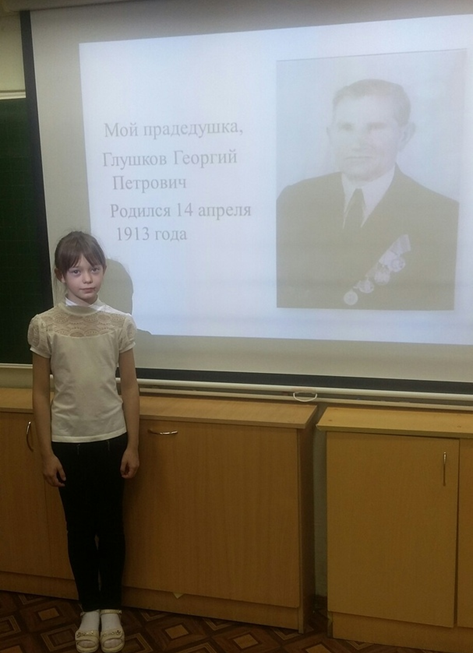 Мой прадедушка,
Глушков Георгий
Петрович
Родился 14 апреля
1913 года